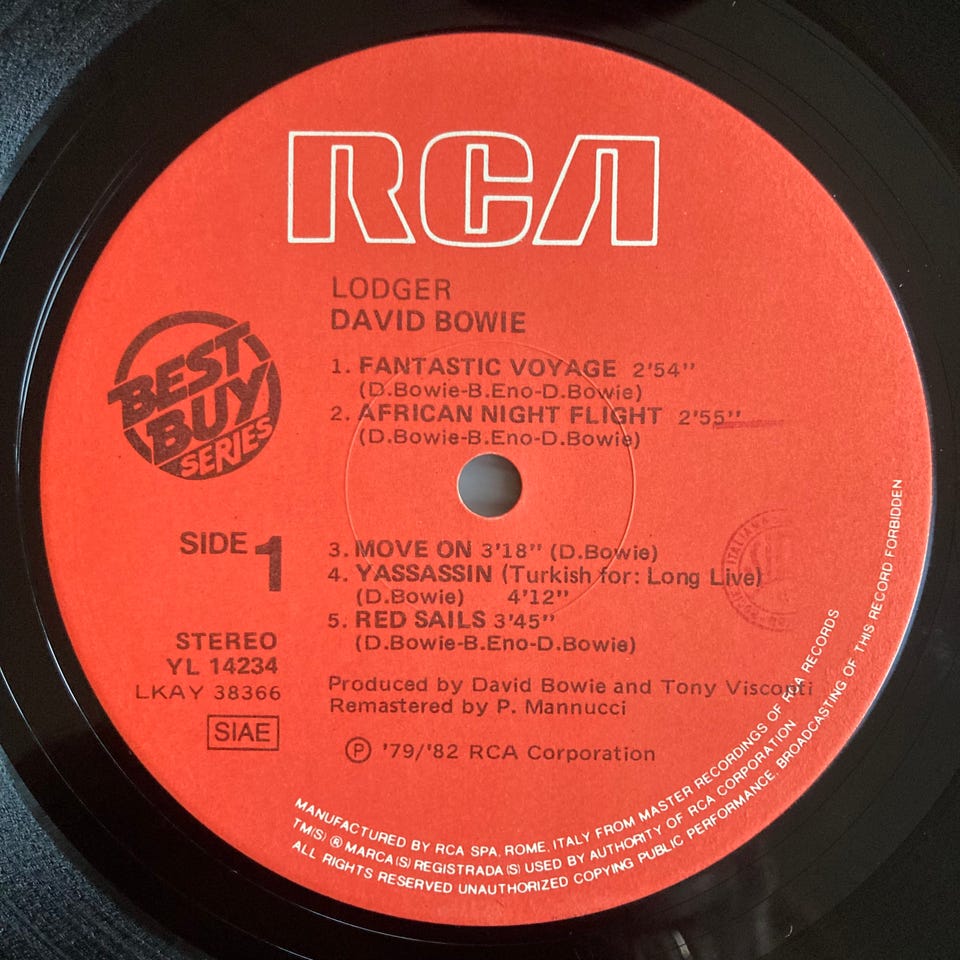 RCA
LODGER
DAVID BOWIE
BEST
BUY
SERIES
1. FANTASTIC VOYAGE 2'54"
(D.Bowie-B.Eno-D.Bowie)
2. AFRICAN NIGHT FLIGHT 2'55"
(D.Bowie-B.Eno-D.Bowie)
SIDE 1
3. MOVE ON 3'18" (D.Bowie)
4. YASSASSIN (Turkish for: Long Live)
(D.Bowie) 4'12"
5. RED SAILS 3'45"
(D.Bowie-B.Eno-D.Bowie)
STEREO
YL 14234
LKAY 38366
SIAE
Produced by David Bowie and Tony Visconti
Remastered by P. Mannucci
Ⓟ '79/'82 RCA Corporation
ITALIANA
MANUFACTURED BY RCA SPA, ROME, ITALY FROM MASTER RECORDINGS OF RCA RECORDS
TM(S) ® MARCA(S) REGISTRADA(S) USED BY AUTHORITY OF RCA CORPORATION
ALL RIGHTS RESERVED UNAUTHORIZED COPYING PUBLIC PERFORMANCE, BROADCASTING OF THIS RECORD FORBIDDEN